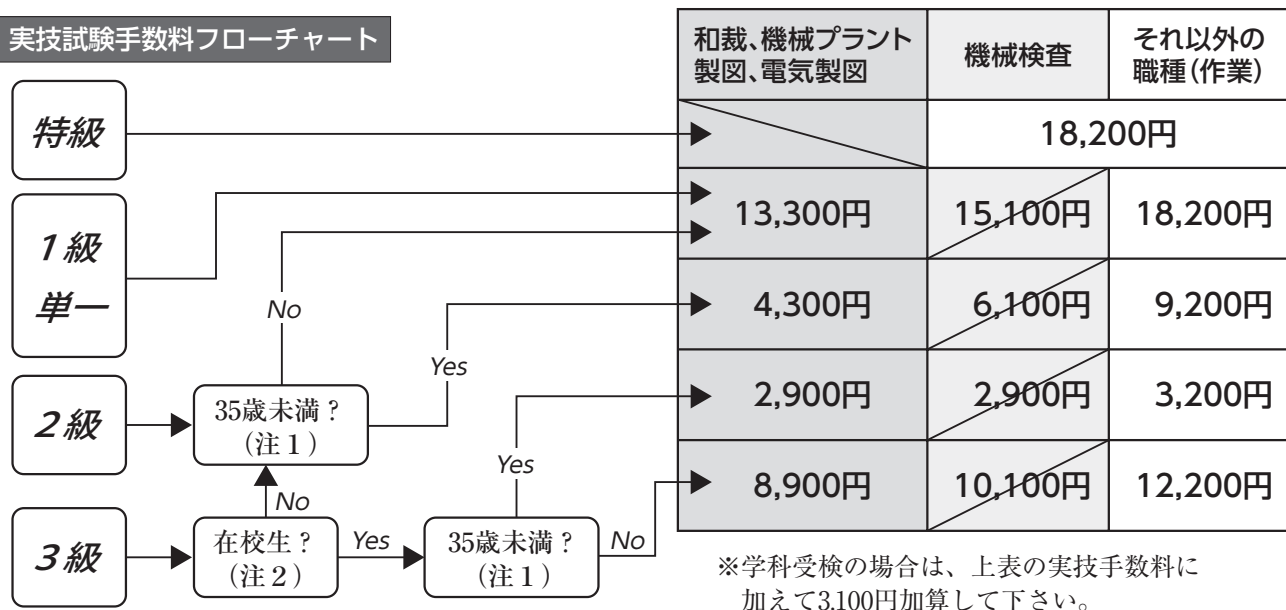 実技試験手数料フローチャート
和裁、機械プラント
製図、電気製図
機械検査
それ以外の
職種(作業)
特級
18,200円
1級
単一
13,300円
15,100円
18,200円
No
4,300円
6,100円
9,200円
Yes
2級
35歳未満?
(注1)
2,900円
2,900円
3,200円
Yes
No
8,900円
10,100円
12,200円
3級
在校生?
(注2)
Yes
35歳未満?
(注1)
No
※学科受検の場合は、上表の実技手数料に
加えて3,100円加算して下さい。